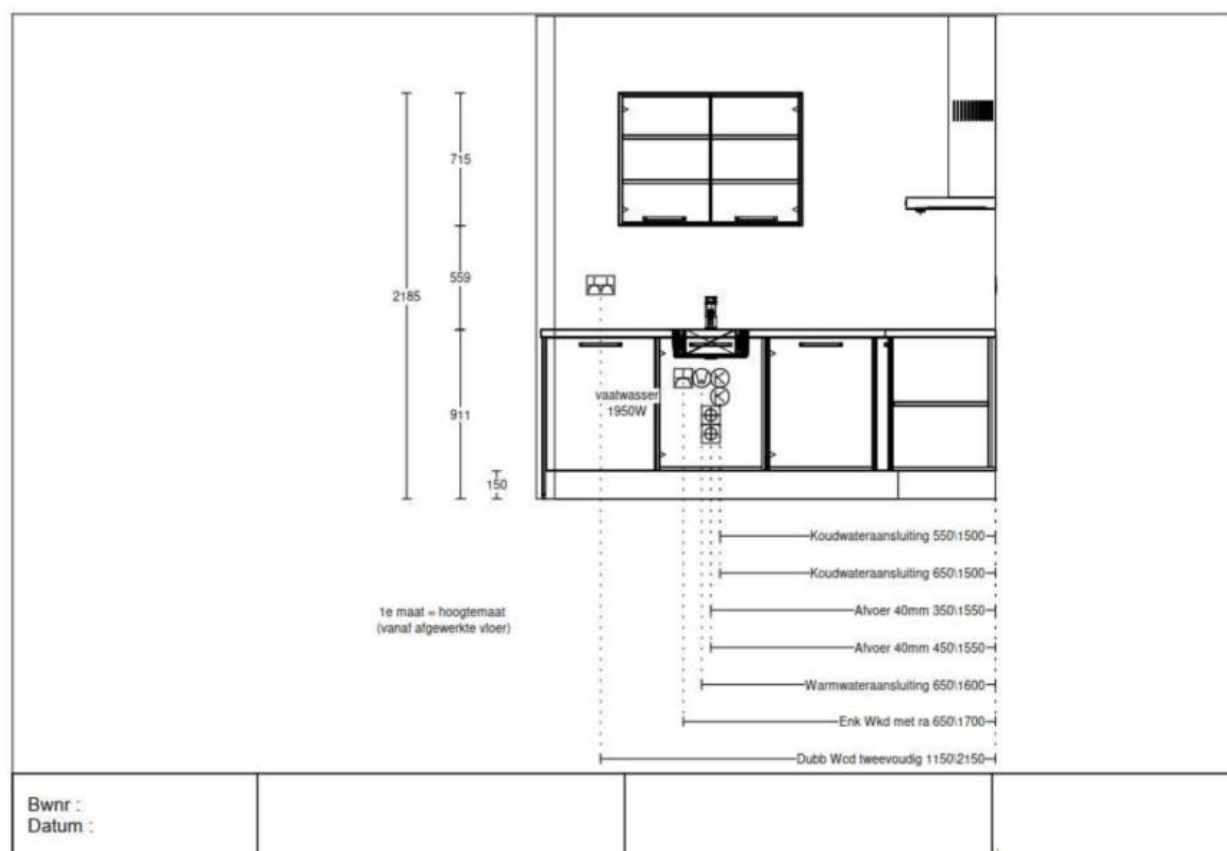 715
559
2185
911
150
vaatwasser
1950W
Koudwateraansluiting 550\1500
Koudwateraansluiting 650\1500
1e maat = hoogtemaat
(vanaf afgewerkte vloer)
Afvoer 40mm 350\1550
Afvoer 40mm 450\1550
Warmwateraansluiting 650\1600
Enk Wkd met ra 650\1700
Dubb Wcd tweevoudig 1150\2150
Bwnr :
Datum :